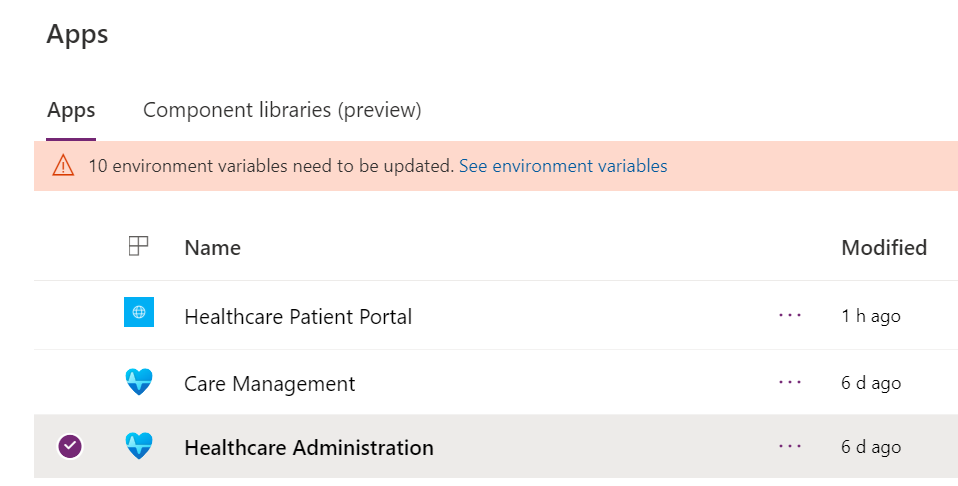 Apps
Apps Component libraries (preview)
10 environment variables need to be updated. See environment variables
Name Modified
Healthcare Patient Portal ··· 1 h ago
Care Management ··· 6 d ago
Healthcare Administration ··· 6 d ago